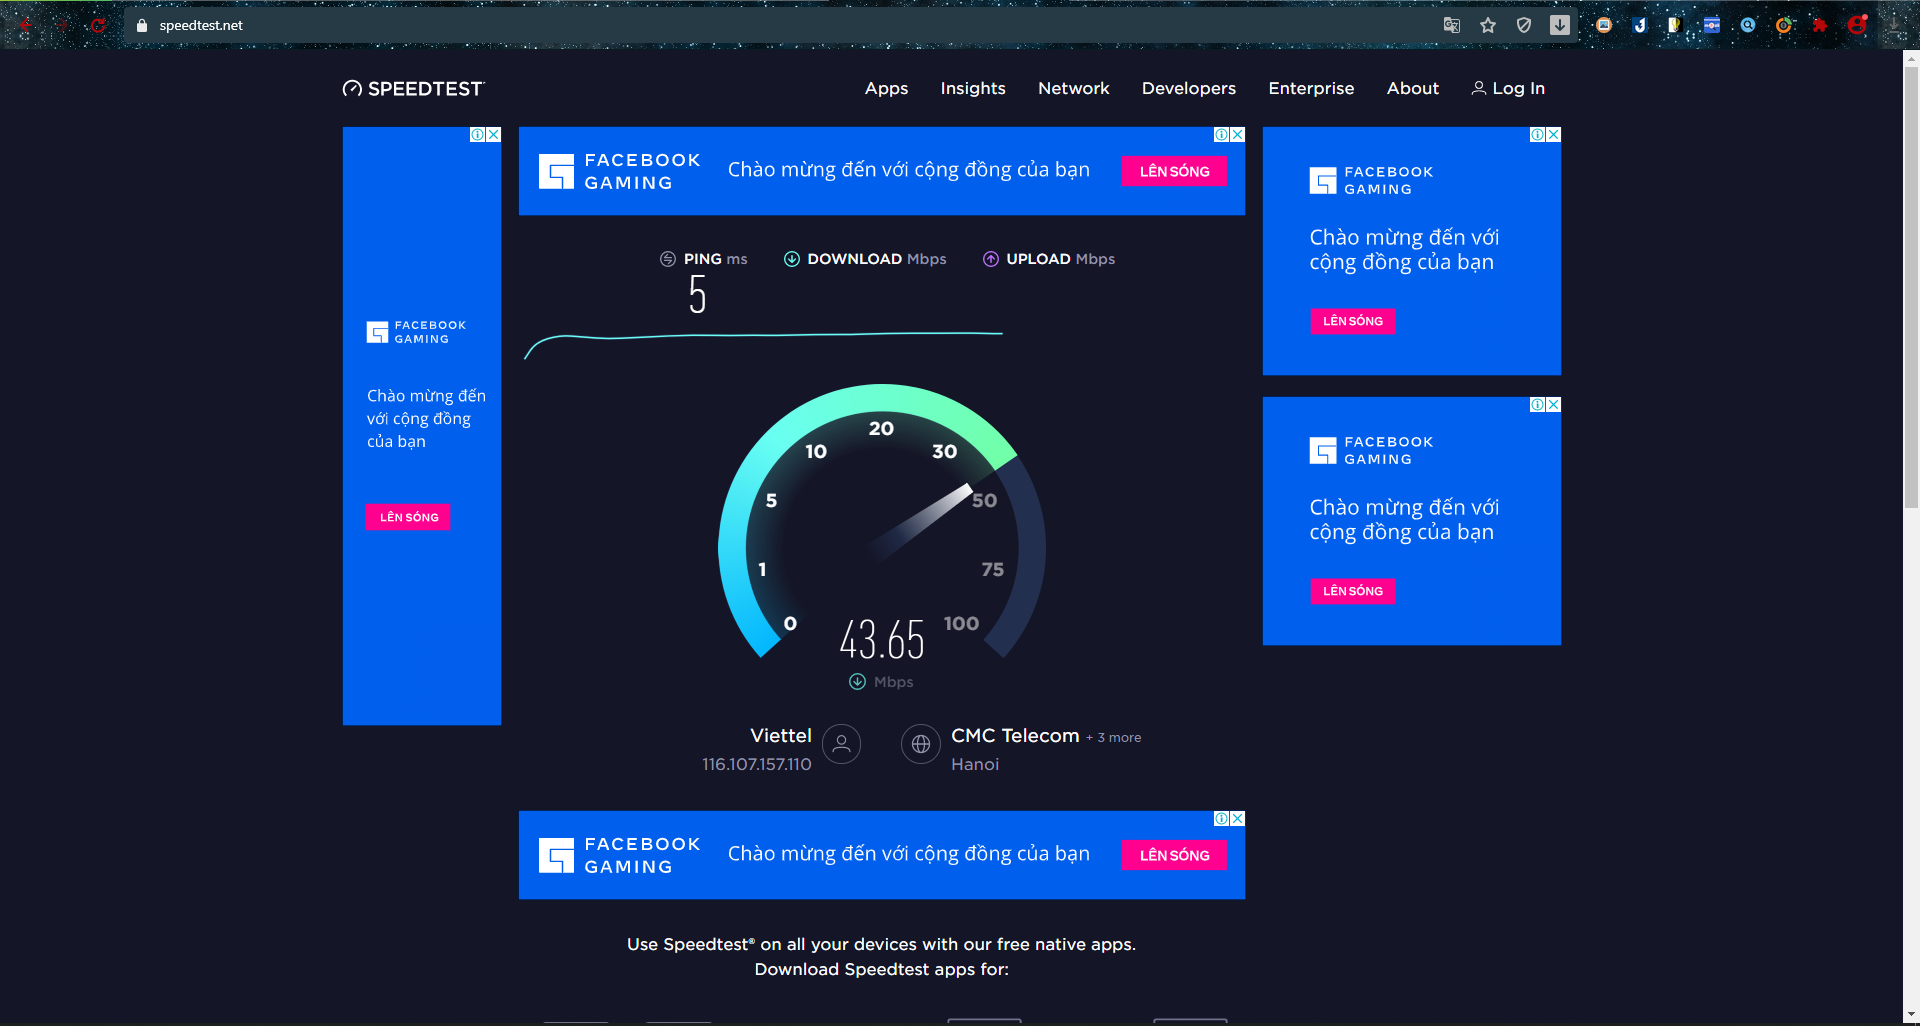 speedtest.net
SPEEDTEST
Apps Insights Network Developers Enterprise About Log In
FACEBOOK
GAMING
Chào mừng đến
với cộng đồng
của bạn
LÊN SÓNG
FACEBOOK
GAMING
Chào mừng đến với cộng đồng của bạn
LÊN SÓNG
FACEBOOK
GAMING
Chào mừng đến với
cộng đồng của bạn
LÊN SÓNG
PING ms DOWNLOAD Mbps UPLOAD Mbps
5
0
1
5
10
20
30
50
75
100
43.65
Mbps
FACEBOOK
GAMING
Chào mừng đến với
cộng đồng của bạn
LÊN SÓNG
Viettel
116.107.157.110
CMC Telecom + 3 more
Hanoi
FACEBOOK
GAMING
Chào mừng đến với cộng đồng của bạn
LÊN SÓNG
Use Speedtest® on all your devices with our free native apps.
Download Speedtest apps for: